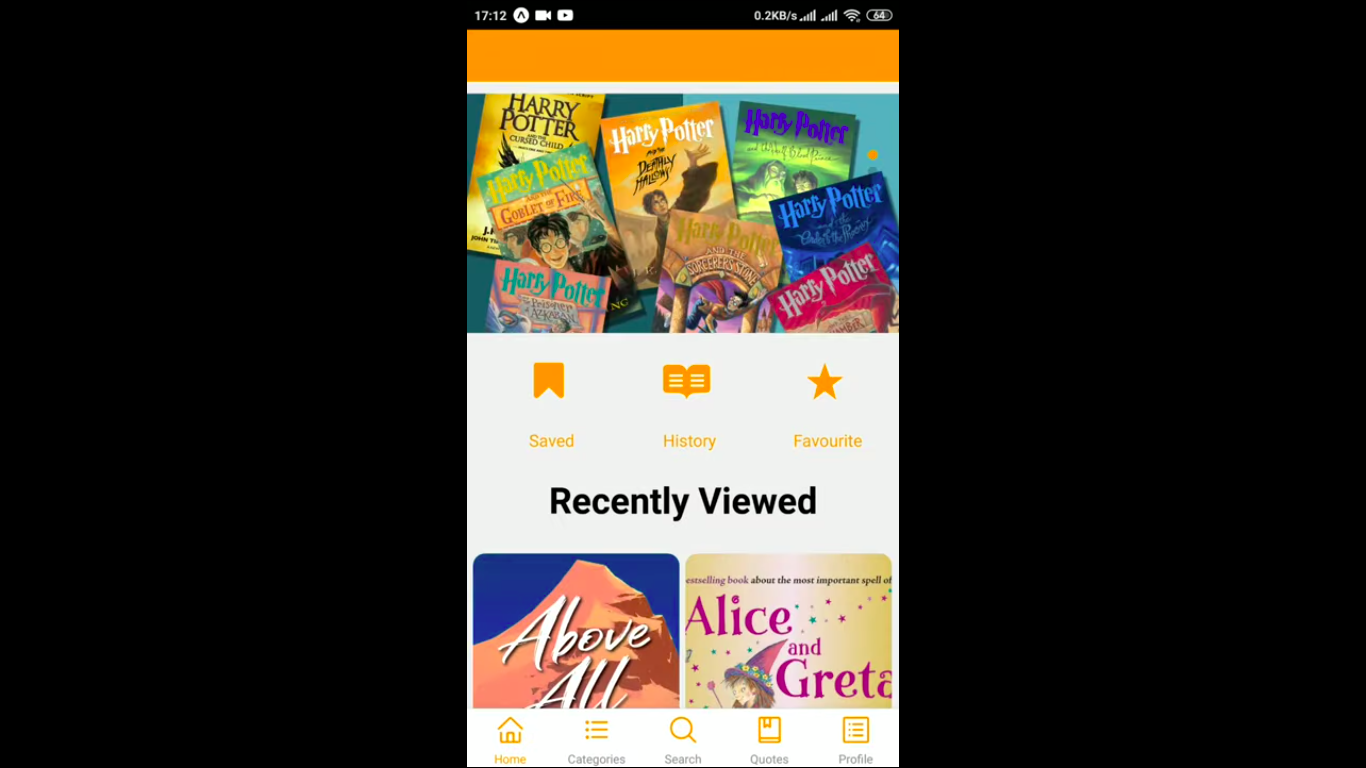 17:12
0.2KB/s
64
HARRY
POTTER
AND THE
CURSED CHILD
Harry Potter
AND THE
GOBLET OF FIRE
J.K
JOHN
Harry Potter
AND THE
DEATHLY
HALLOWS
Harry Potter
and the Half-Blood Prince
Harry Potter
and the
Order of the Phoenix
Harry Potter
AND THE
SORCERER'S STONE
Harry Potter
Prisoner of
AZKABAN
NG
Harry Potter
Saved
History
Favourite
Recently Viewed
Above
All
estselling book about the most important spell of
Alice
and
Greta
Home
Categories
Search
Quotes
Profile